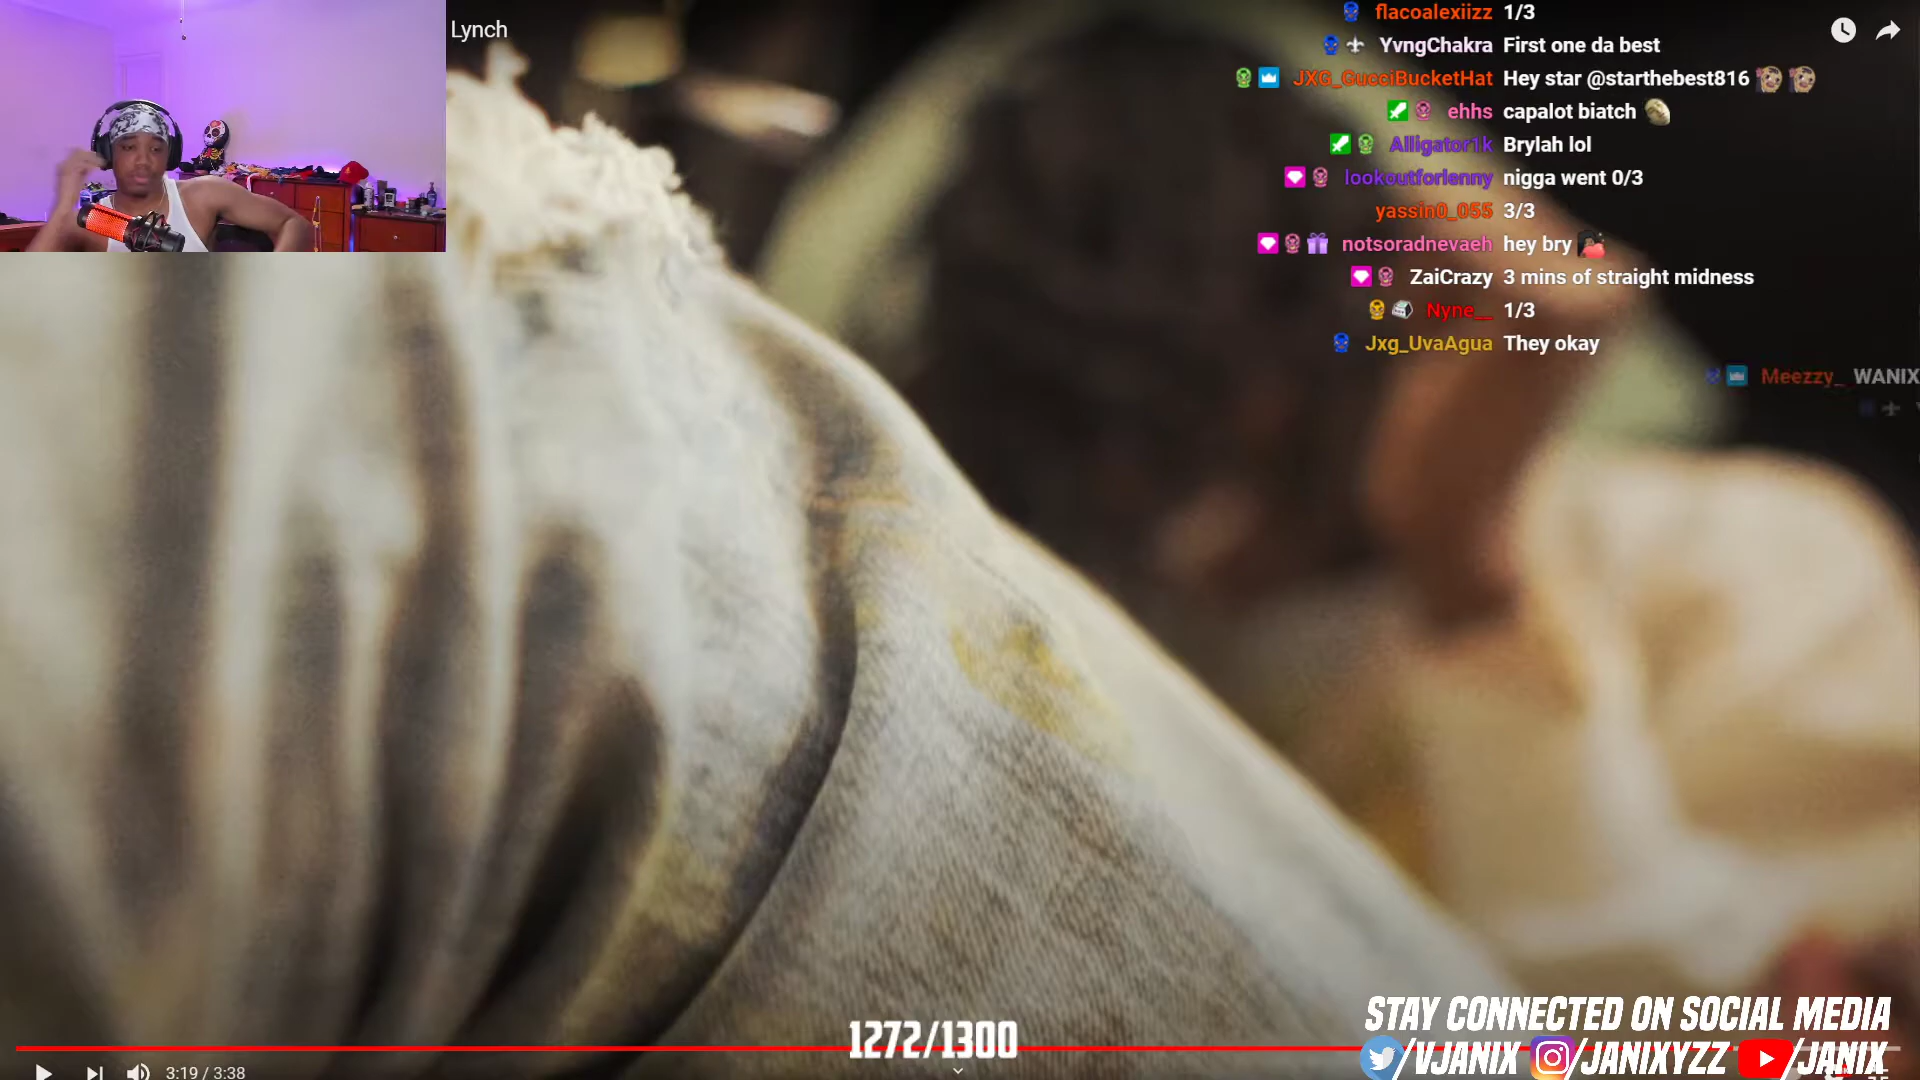 Lynch
flacoalexiizz 1/3
YvngChakra First one da best
JXG_GucciBucketHat Hey star @starthebest816
ehhs capalot biatch
Alligator1k Brylah lol
lookoutforlenny nigga went 0/3
yassin0_055 3/3
notsoradnevaeh hey bry
ZaiCrazy 3 mins of straight midness
Nyne__ 1/3
Jxg_UvaAgua They okay
Meezzy_ WANIX
STAY CONNECTED ON SOCIAL MEDIA
1272/1300
/VJANIX /JANIXYZZ /JANIX
3:19 / 3:38